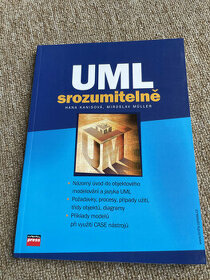 UML
srozumitelně
HANA KANISOVÁ, MIROSLAV MÜLLER
Názorný úvod do objektového
modelování a jazyka UML
Požadavky, procesy, případy užití,
třídy objektů, diagramy
Příklady modelů
při využití CASE nástrojů
press